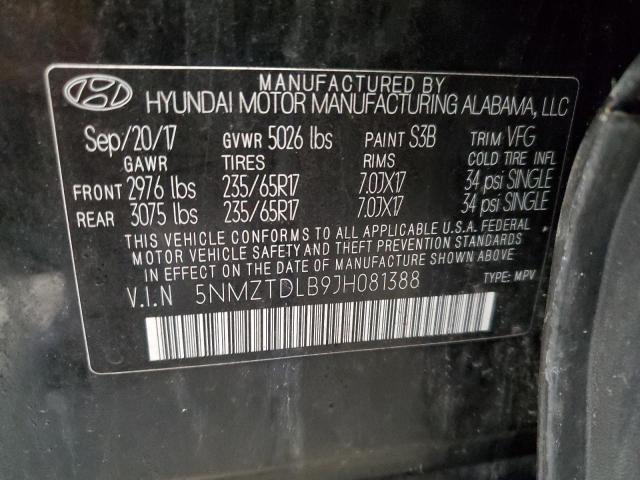 MANUFACTURED BY
HYUNDAI MOTOR MANUFACTURING ALABAMA, LLC
Sep/20/17 GVWR 5026 lbs PAINT S3B TRIM VFG
GAWR TIRES RIMS COLD TIRE INFL
FRONT 2976 lbs 235/65R17 7.0JX17 34 psi SINGLE
REAR 3075 lbs 235/65R17 7.0JX17 34 psi SINGLE
THIS VEHICLE CONFORMS TO ALL APPLICABLE U.S.A. FEDERAL
MOTOR VEHICLE SAFETY AND THEFT PREVENTION STANDARDS
IN EFFECT ON THE DATE OF MANUFACTURE SHOWN ABOVE.
V.I.N 5NMZTDLB9JH081388 TYPE: MPV